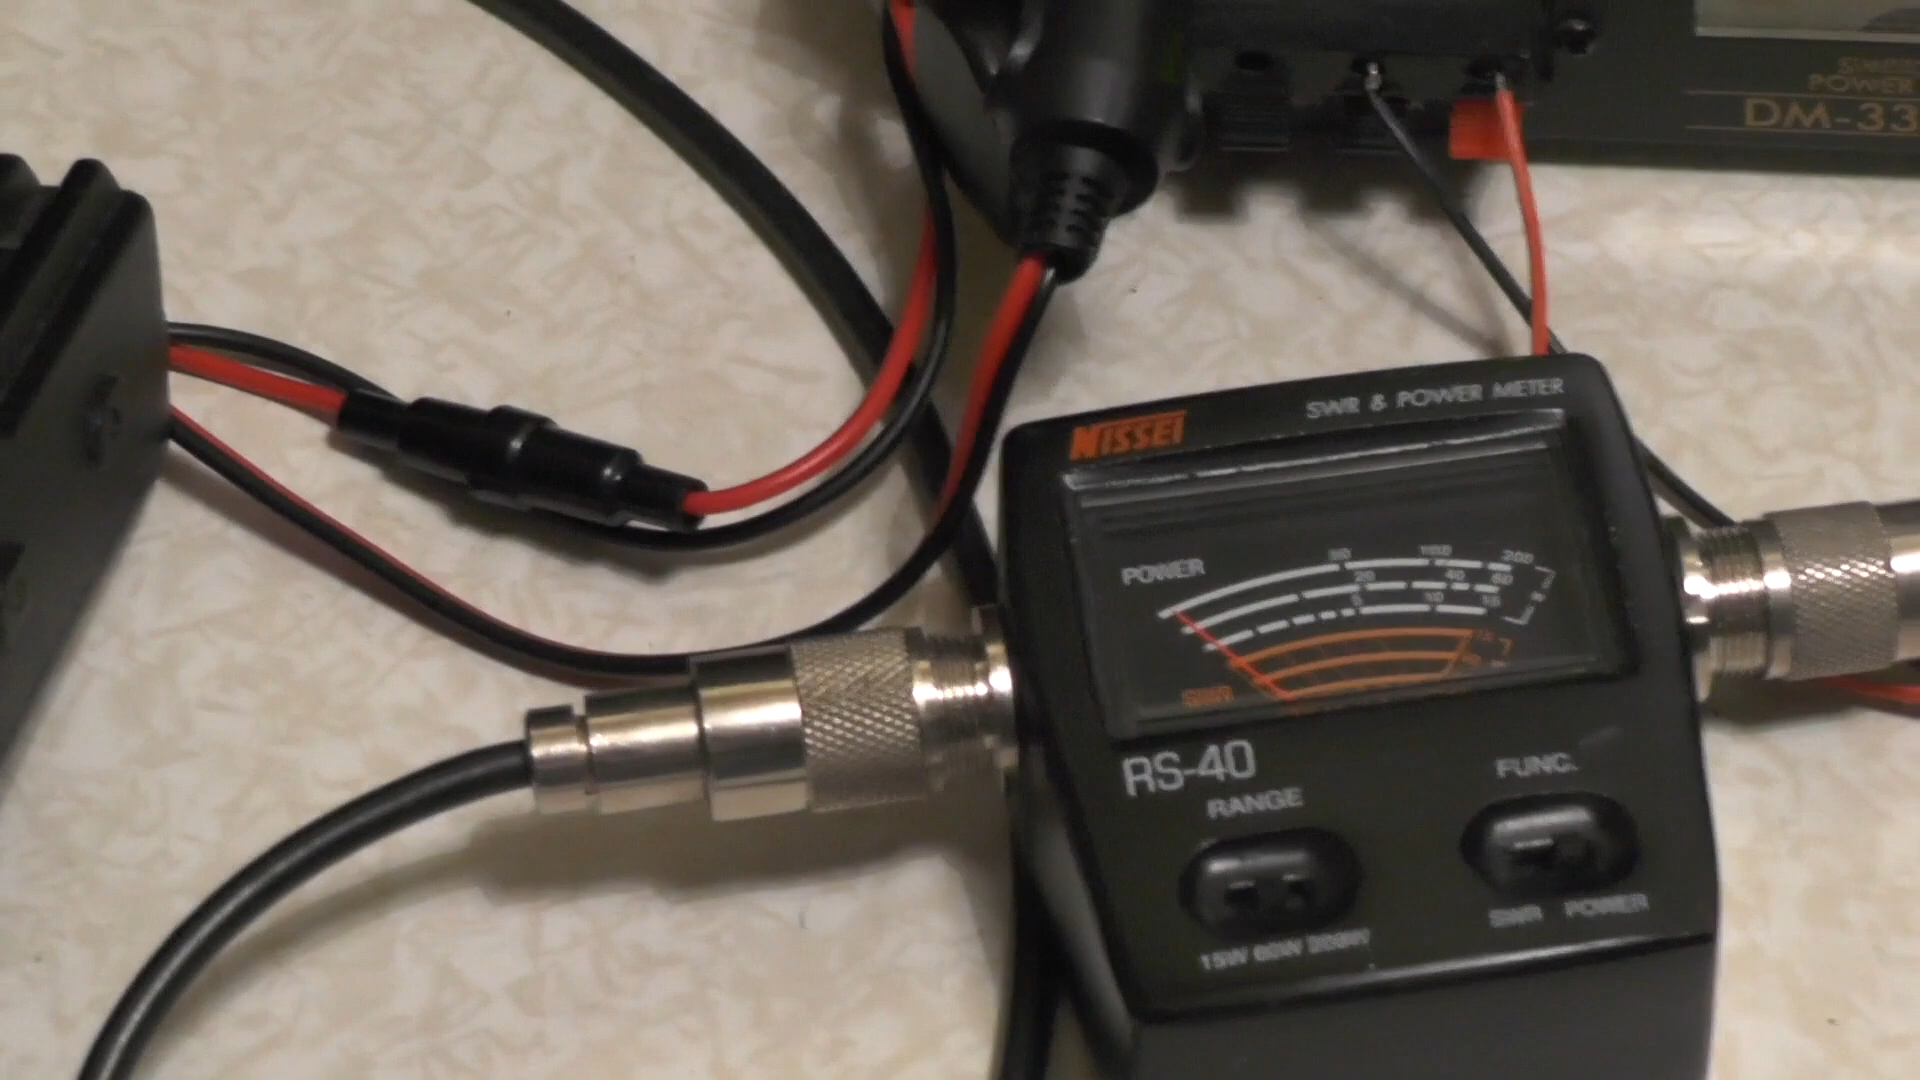 POWER
DM-33
NISSEI
SWR & POWER METER
POWER
50 100 200
20 40 60
5 10 15
SWR
RS-40
RANGE
FUNC.
SWR POWER
15W 60W 200W